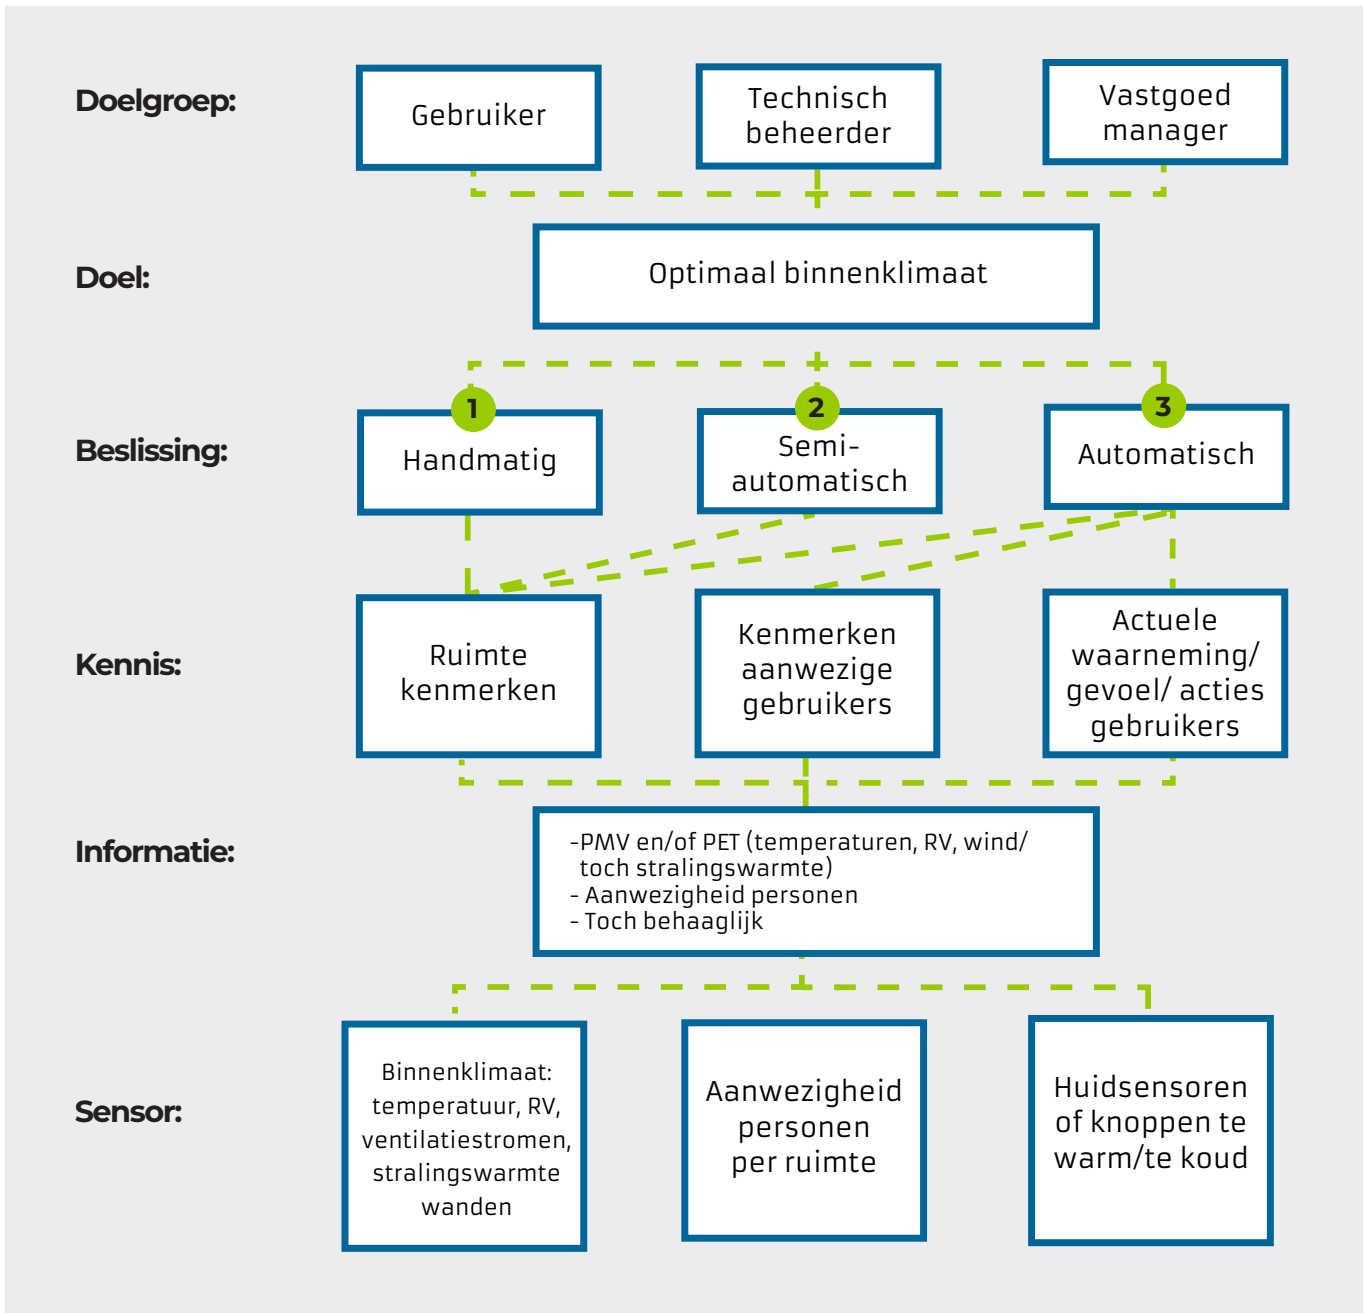 Doelgroep:
Gebruiker
Technisch
beheerder
Vastgoed
manager
Doel:
Optimaal binnenklimaat
Beslissing:
1
Handmatig
2
Semi-
automatisch
3
Automatisch
Kennis:
Ruimte
kenmerken
Kenmerken
aanwezige
gebruikers
Actuele
waarneming/
gevoel/ acties
gebruikers
Informatie:
-PMV en/of PET (temperaturen, RV, wind/
toch stralingswarmte)
- Aanwezigheid personen
- Toch behaaglijk
Sensor:
Binnenklimaat:
temperatuur, RV,
ventilatiestromen,
stralingswarmte
wanden
Aanwezigheid
personen
per ruimte
Huidsensoren
of knoppen te
warm/te koud